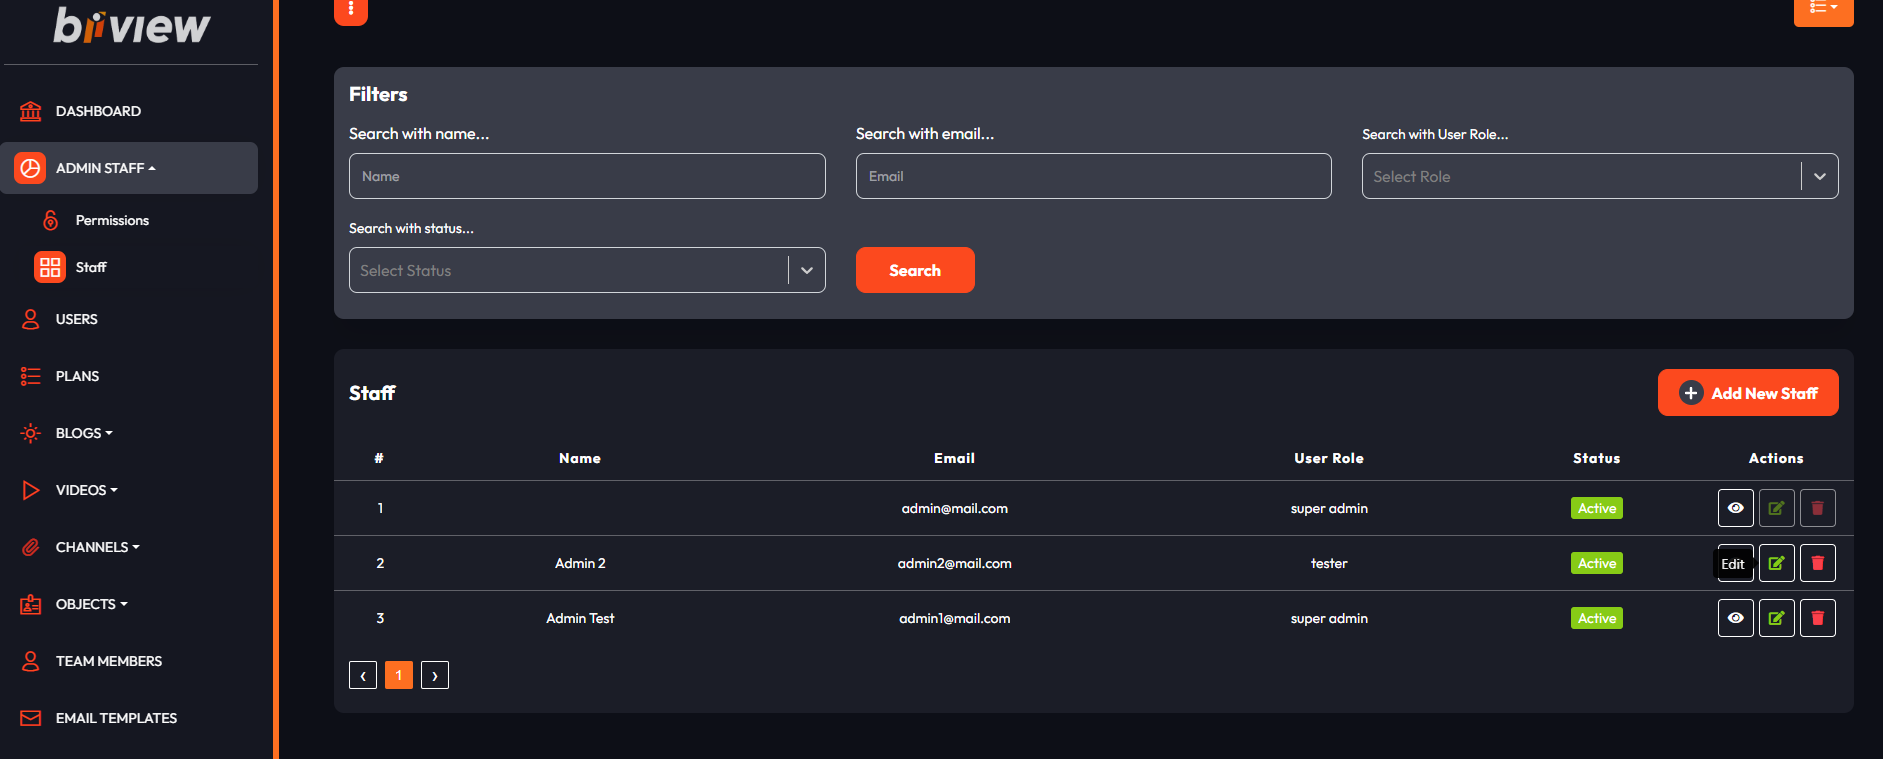 biiview
DASHBOARD
ADMIN STAFF
Permissions
Staff
USERS
PLANS
BLOGS
VIDEOS
CHANNELS
OBJECTS
TEAM MEMBERS
EMAIL TEMPLATES
Filters
Search with name... Search with email... Search with User Role...
Name Email Select Role
Search with status...
Select Status Search
Staff Add New Staff
# Name Email User Role Status Actions
1 admin@mail.com super admin Active
2 Admin 2 admin2@mail.com tester Active Edit
3 Admin Test admin1@mail.com super admin Active
‹ 1 ›